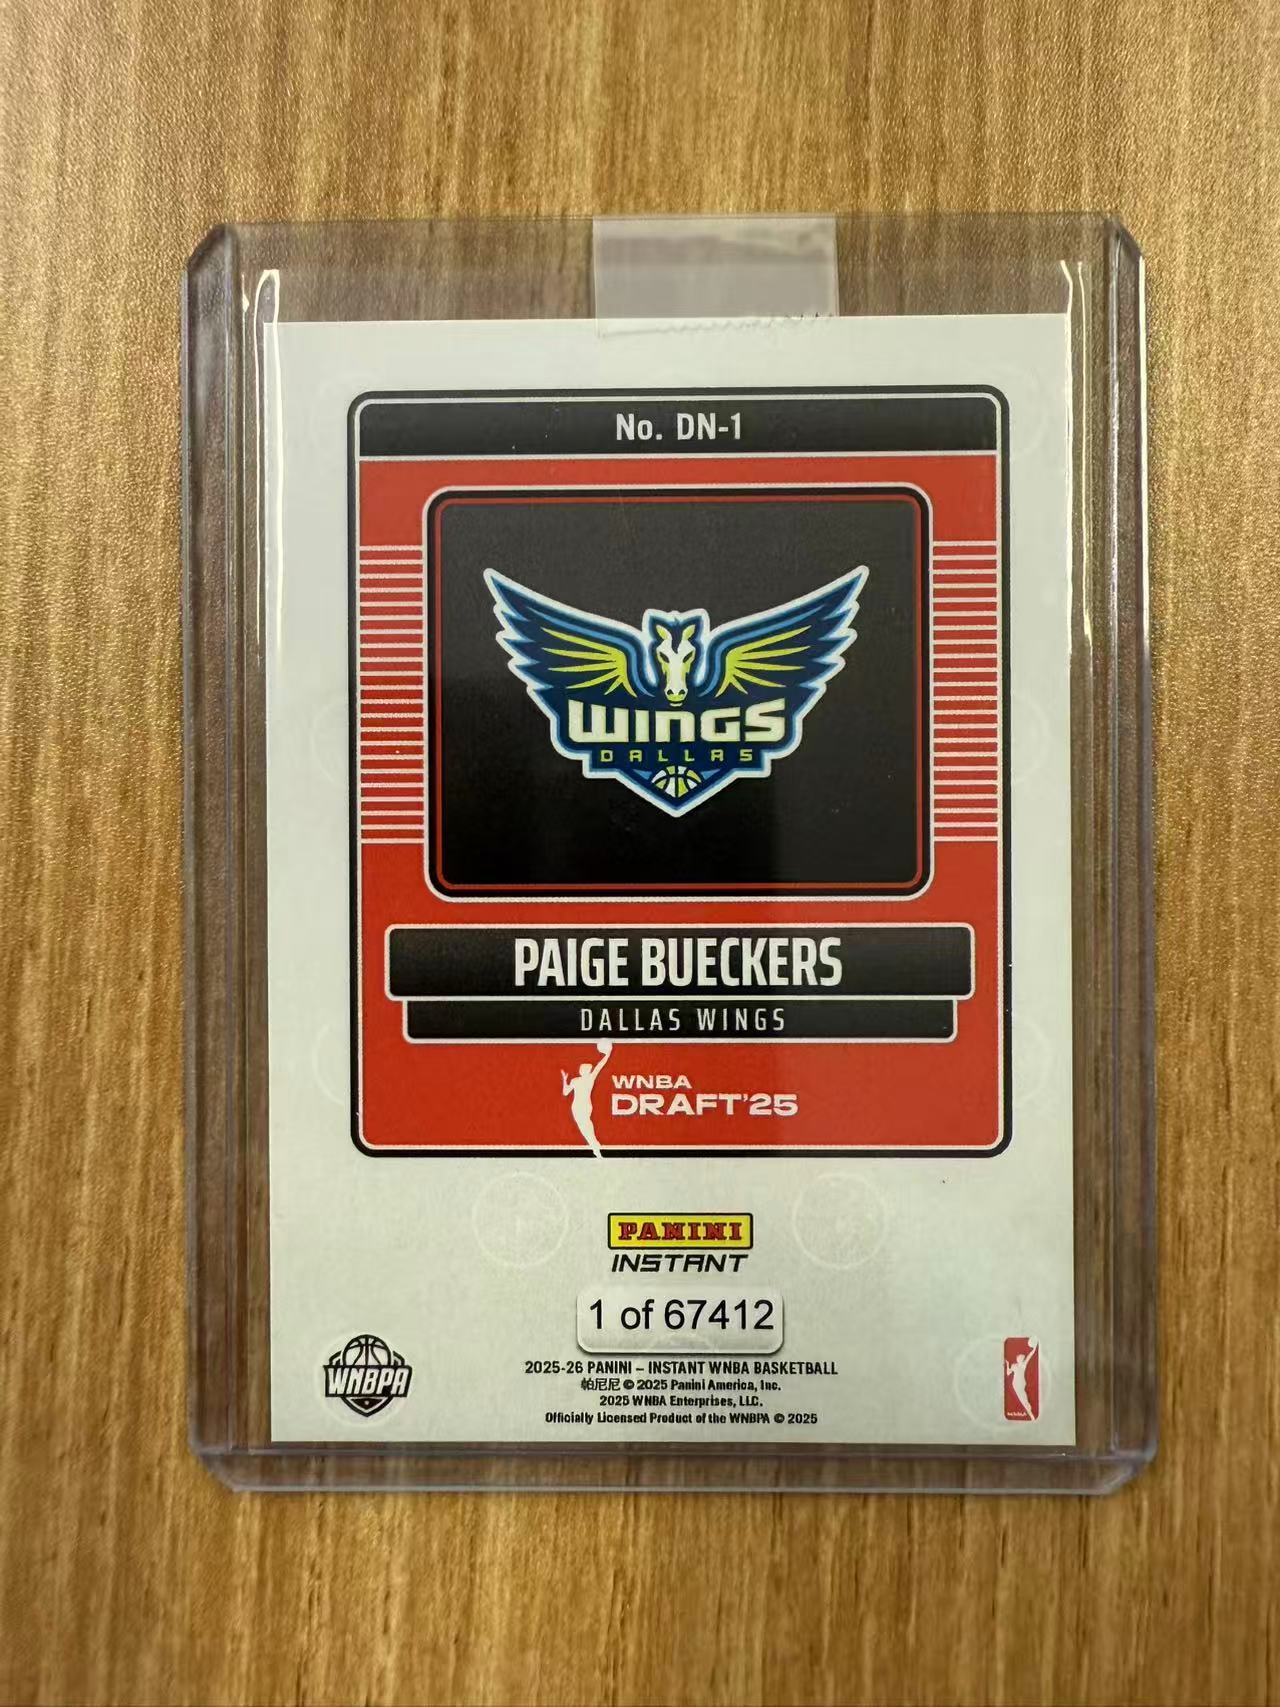 No. DN-1
WINGS
DALLAS
PAIGE BUECKERS
DALLAS WINGS
WNBA
DRAFT'25
PANINI
INSTANT
1 of 67412
2025-26 PANINI – INSTANT WNBA BASKETBALL
帕尼尼 © 2025 Panini America, Inc.
2025 WNBA Enterprises, LLC.
Officially Licensed Product of the WNBPA © 2025
WNBPA
WNBA